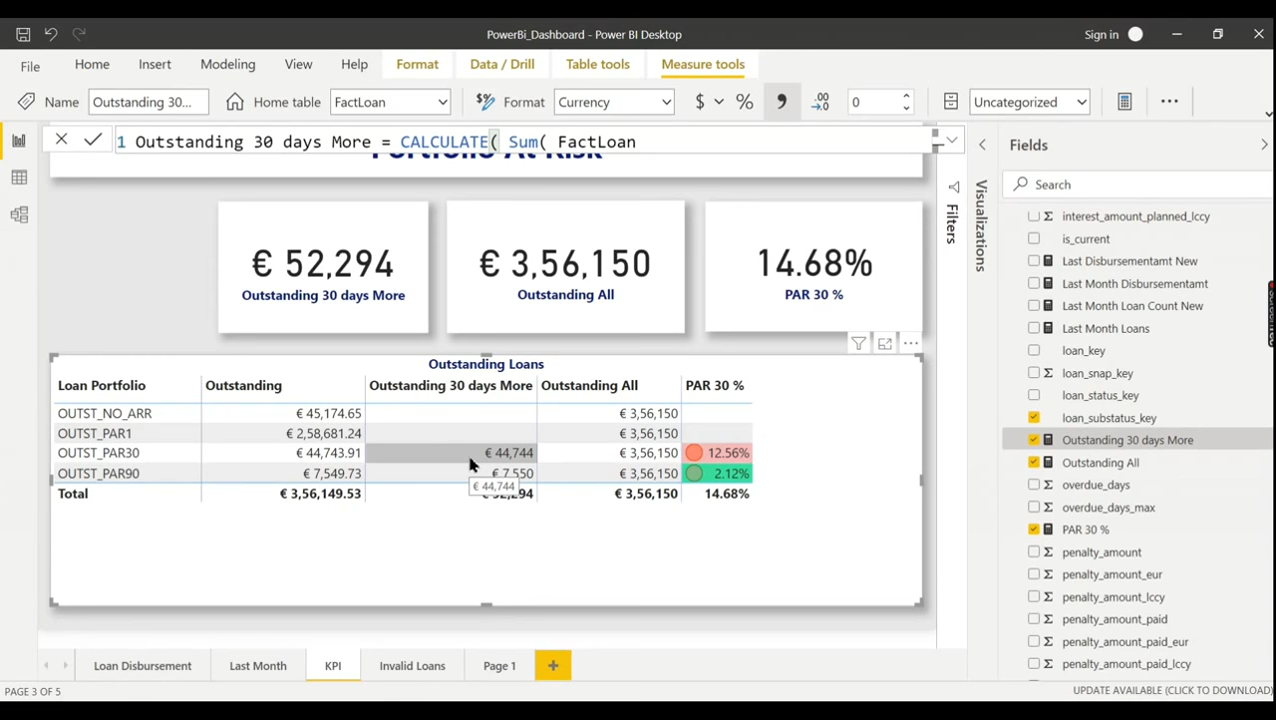 PowerBi_Dashboard - Power BI Desktop
Sign in
File Home Insert Modeling View Help Format Data / Drill Table tools Measure tools
Name Outstanding 30... Home table FactLoan Format Currency $ % 0 Uncategorized
1 Outstanding 30 days More = CALCULATE( Sum( FactLoan
Portfolio At Risk
€ 52,294
Outstanding 30 days More
€ 3,56,150
Outstanding All
14.68%
PAR 30 %
Outstanding Loans
Loan Portfolio Outstanding Outstanding 30 days More Outstanding All PAR 30 %
OUTST_NO_ARR € 45,174.65 € 3,56,150
OUTST_PAR1 € 2,58,681.24 € 3,56,150
OUTST_PAR30 € 44,743.91 € 44,744 € 3,56,150 12.56%
OUTST_PAR90 € 7,549.73 € 7,550 € 3,56,150 2.12%
€ 44,744
Total € 3,56,149.53 € 52,294 € 3,56,150 14.68%
Filters
Visualizations
Fields
Search
interest_amount_planned_lccy
is_current
Last Disbursementamt New
Last Month Disbursementamt
Last Month Loan Count New
Last Month Loans
loan_key
loan_snap_key
loan_status_key
loan_substatus_key
Outstanding 30 days More
Outstanding All
overdue_days
overdue_days_max
PAR 30 %
penalty_amount
penalty_amount_eur
penalty_amount_lccy
penalty_amount_paid
penalty_amount_paid_eur
penalty_amount_paid_lccy
Loan Disbursement Last Month KPI Invalid Loans Page 1
PAGE 3 OF 5
UPDATE AVAILABLE (CLICK TO DOWNLOAD)